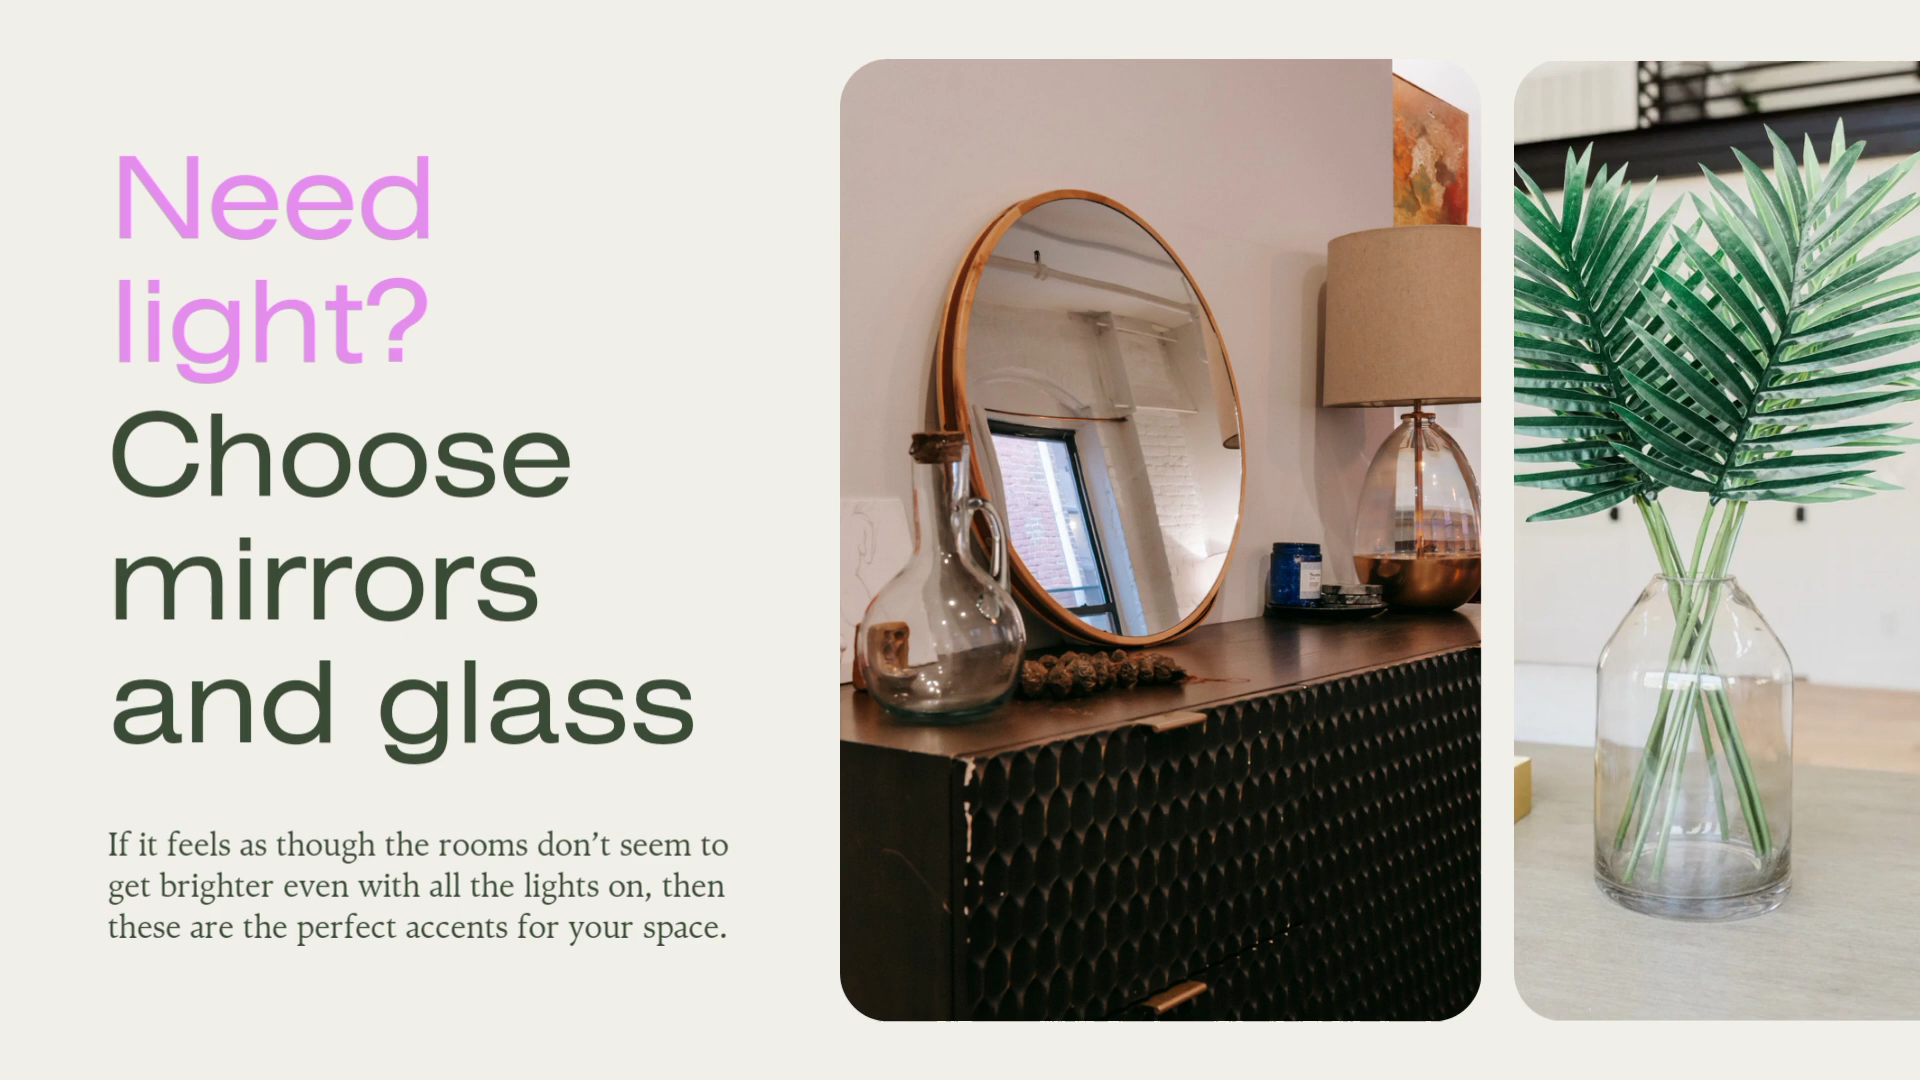 Need
light?
Choose
mirrors
and glass
If it feels as though the rooms don’t seem to
get brighter even with all the lights on, then
these are the perfect accents for your space.